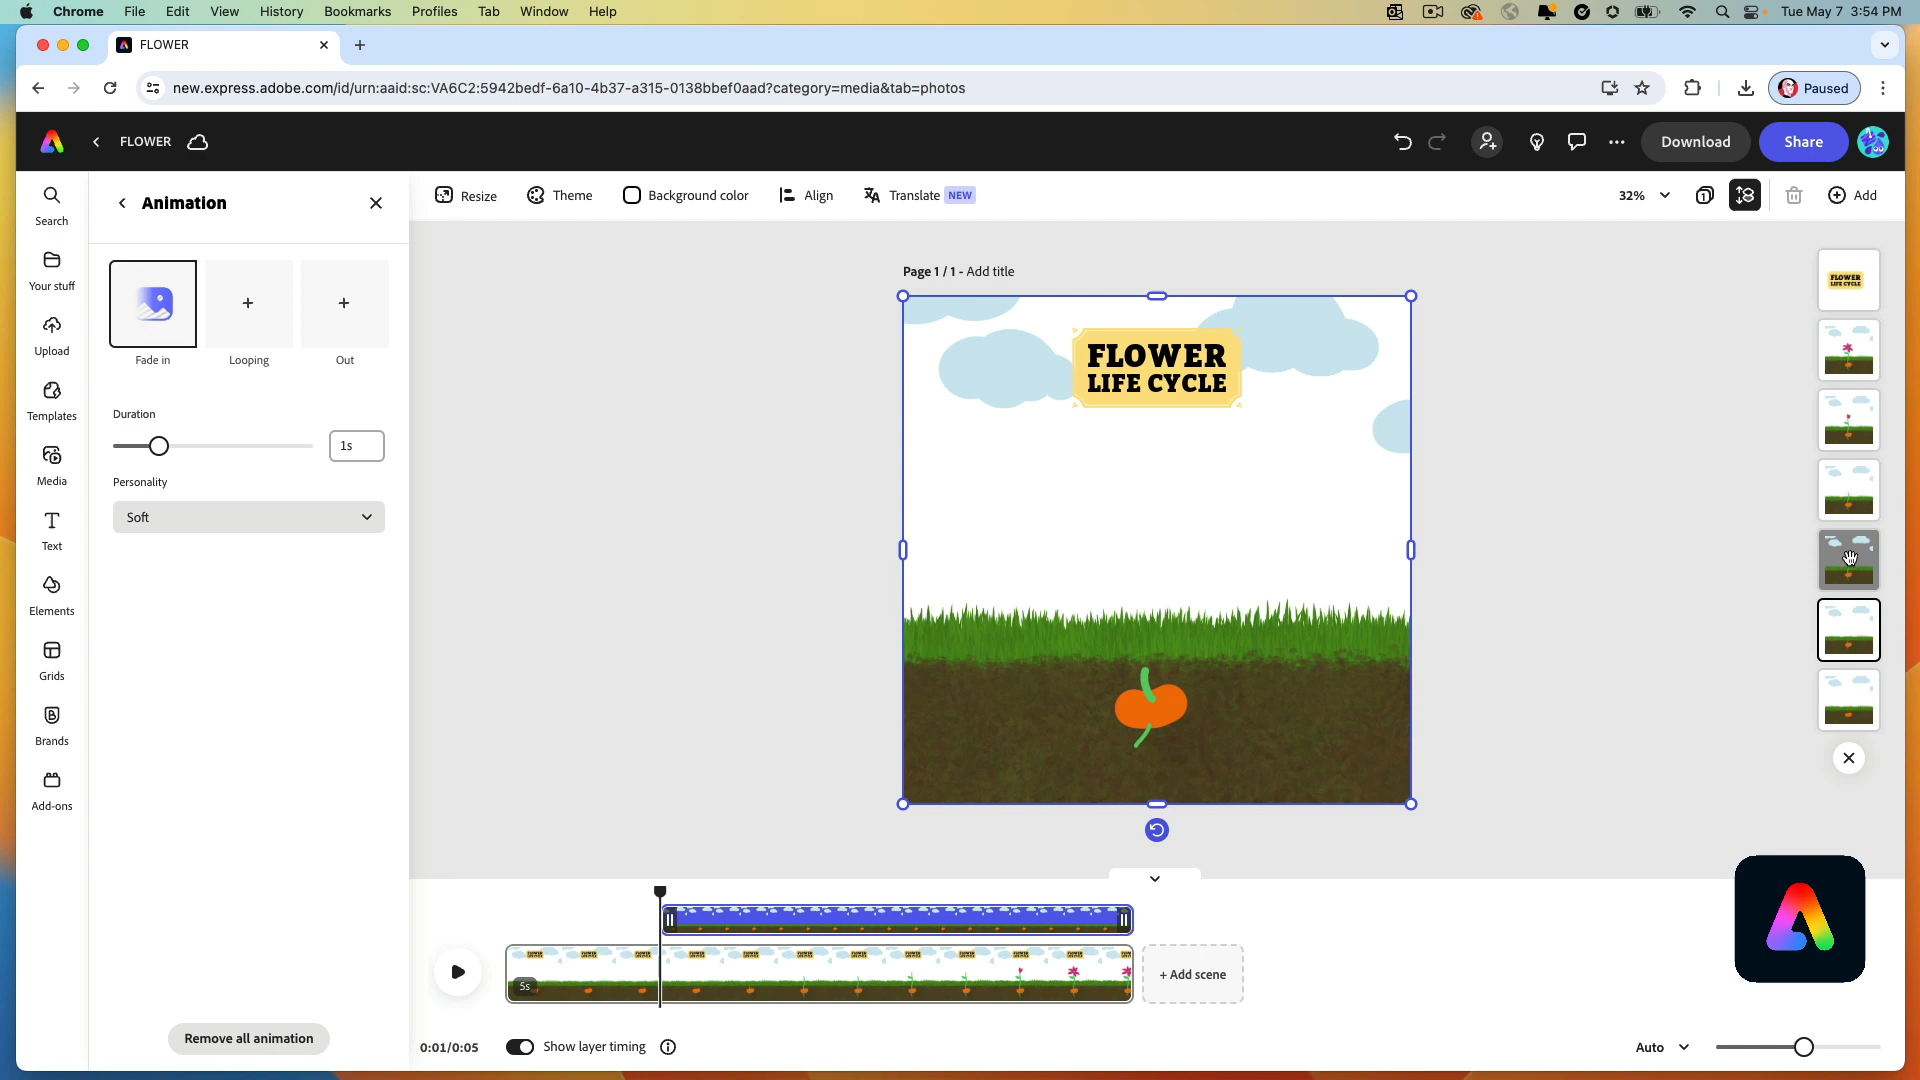 Chrome File Edit View History Bookmarks Profiles Tab Window Help Tue May 7 3:54 PM
FLOWER
new.express.adobe.com/id/urn:aaid:sc:VA6C2:5942bedf-6a10-4b37-a315-0138bbef0aad?category=media&tab=photos Paused
FLOWER Download Share
Search
Your stuff
Upload
Templates
Media
Text
Elements
Grids
Brands
Add-ons
Animation
Fade in Looping Out
Duration
1s
Personality
Soft
Remove all animation
Resize Theme Background color Align Translate NEW 32% 1 Add
Page 1 / 1 - Add title
FLOWER
LIFE CYCLE
FLOWER
LIFE CYCLE
5s
+ Add scene
0:01/0:05 Show layer timing Auto